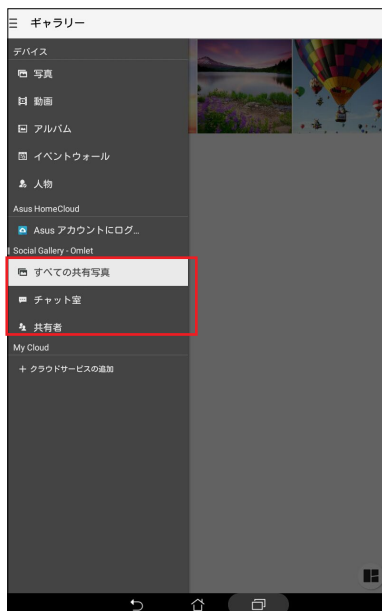 ギャラリー
デバイス
写真
動画
アルバム
イベントウォール
人物
Asus HomeCloud
Asus アカウントにログ...
Social Gallery - Omlet
すべての共有写真
チャット室
共有者
My Cloud
+ クラウドサービスの追加